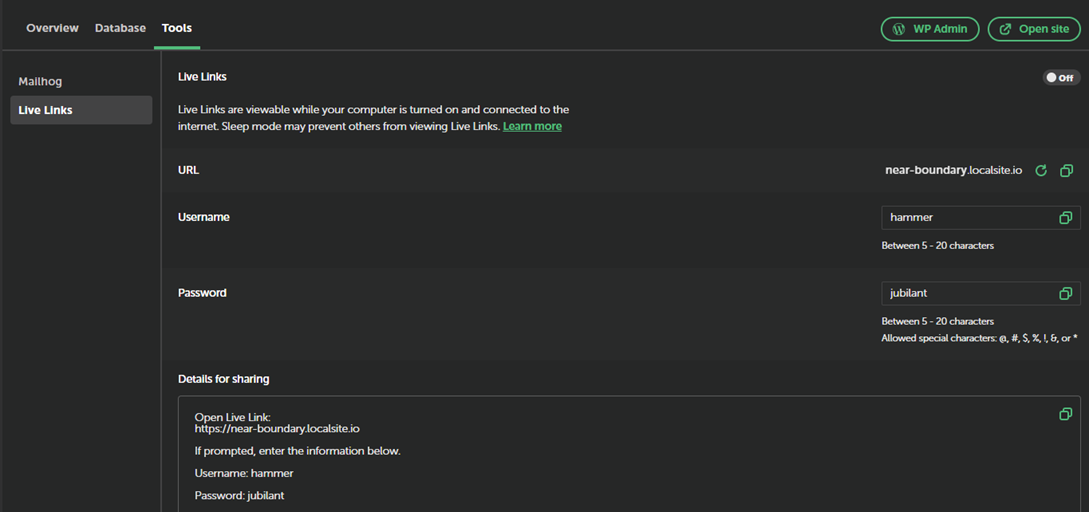 Overview Database Tools WP Admin Open site
Mailhog
Live Links
Live Links Off
Live Links are viewable while your computer is turned on and connected to the
internet. Sleep mode may prevent others from viewing Live Links. Learn more
URL near-boundary.localsite.io
Username hammer
Between 5 - 20 characters
Password jubilant
Between 5 - 20 characters
Allowed special characters: @, #, $, %, !, &, or *
Details for sharing
Open Live Link:
https://near-boundary.localsite.io
If prompted, enter the information below.
Username: hammer
Password: jubilant